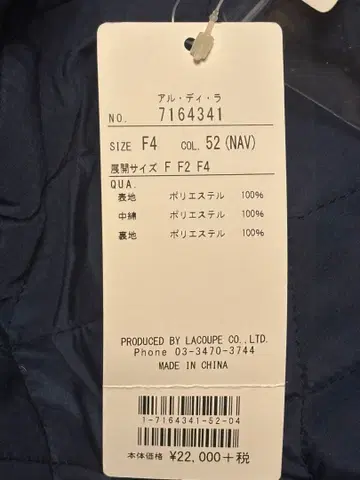 アル・ディ・ラ
NO. 7164341
SIZE F4 COL. 52(NAV)
展開サイズ F F2 F4
QUA.
表地 ポリエステル 100%
中綿 ポリエステル 100%
裏地 ポリエステル 100%
PRODUCED BY LACOUPE CO.,LTD.
Phone 03-3470-3744
MADE IN CHINA
1-7164341-52-04
本体価格 ¥22,000+税